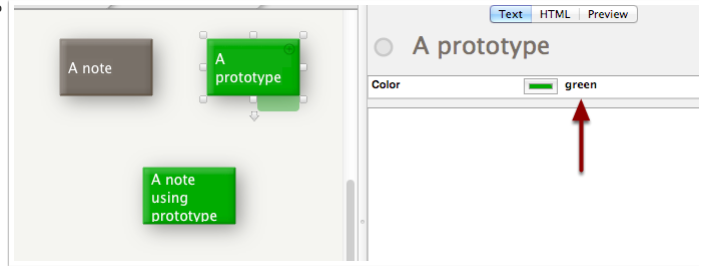 Text HTML Preview
A note
A
prototype
A prototype
Color green
A note
using
prototype